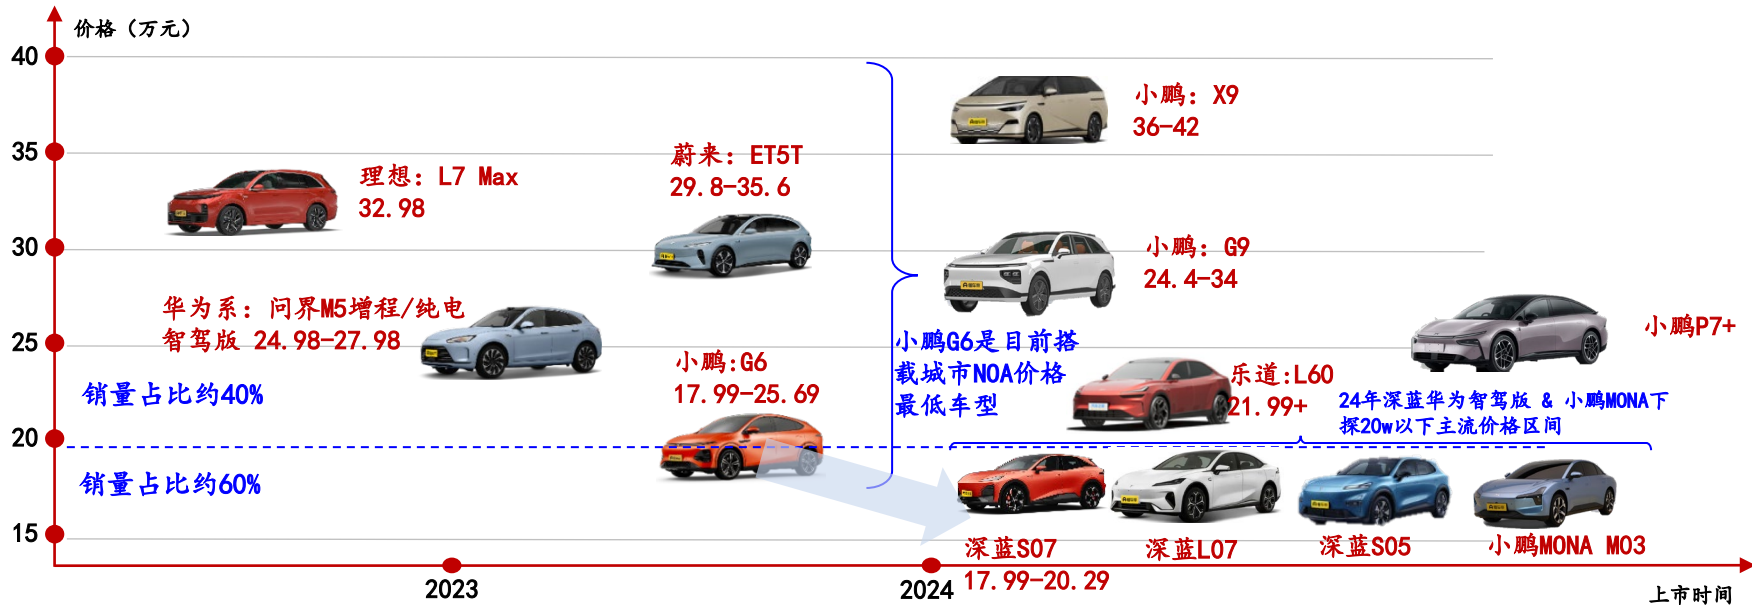 价格（万元）
40
35
30
25
20
15
小鹏：X9
36-42
蔚来：ET5T
29.8-35.6
理想：L7 Max
32.98
小鹏：G9
24.4-34
华为系：问界M5增程/纯电
智驾版 24.98-27.98
小鹏:G6
17.99-25.69
小鹏G6是目前搭
载城市NOA价格
最低车型
小鹏P7+
乐道:L60
21.99+
24年深蓝华为智驾版 & 小鹏MONA下
探20w以下主流价格区间
销量占比约40%
销量占比约60%
深蓝S07
17.99-20.29
深蓝L07
深蓝S05
小鹏MONA M03
2023
2024
上市时间